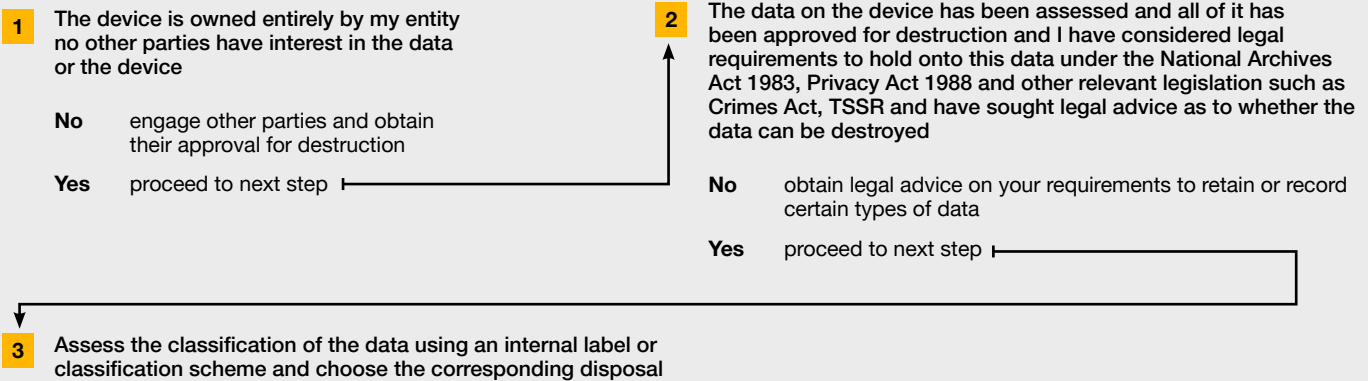 1
The device is owned entirely by my entity
no other parties have interest in the data
or the device
No engage other parties and obtain
their approval for destruction
Yes proceed to next step
2
The data on the device has been assessed and all of it has
been approved for destruction and I have considered legal
requirements to hold onto this data under the National Archives
Act 1983, Privacy Act 1988 and other relevant legislation such as
Crimes Act, TSSR and have sought legal advice as to whether the
data can be destroyed
No obtain legal advice on your requirements to retain or record
certain types of data
Yes proceed to next step
3
Assess the classification of the data using an internal label or
classification scheme and choose the corresponding disposal